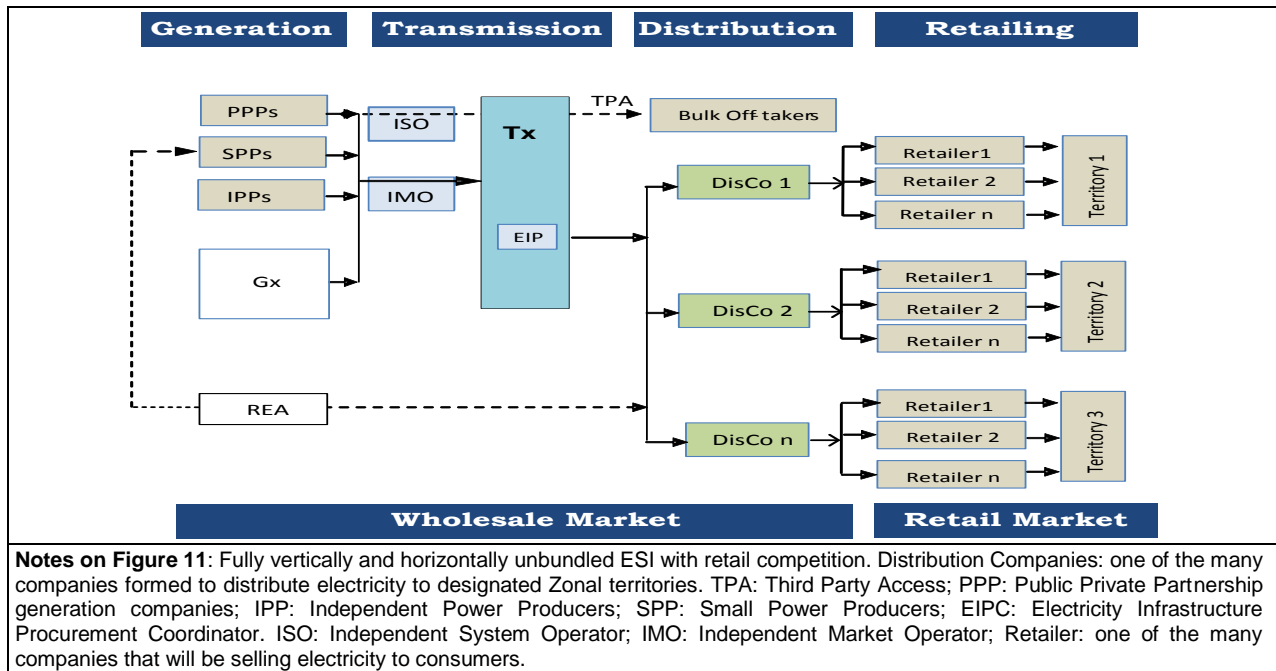 Generation Transmission Distribution Retailing
PPPs
SPPs
IPPs
Gx
REA
ISO
IMO
Tx
EIP
TPA
Bulk Off takers
DisCo 1
DisCo 2
DisCo n
Retailer1
Retailer 2
Retailer n
Territory 1
Retailer1
Retailer 2
Retailer n
Territory 2
Retailer1
Retailer 2
Retailer n
Territory 3
Wholesale Market Retail Market
Notes on Figure 11: Fully vertically and horizontally unbundled ESI with retail competition. Distribution Companies: one of the many
companies formed to distribute electricity to designated Zonal territories. TPA: Third Party Access; PPP: Public Private Partnership
generation companies; IPP: Independent Power Producers; SPP: Small Power Producers; EIPC: Electricity Infrastructure
Procurement Coordinator. ISO: Independent System Operator; IMO: Independent Market Operator; Retailer: one of the many
companies that will be selling electricity to consumers.